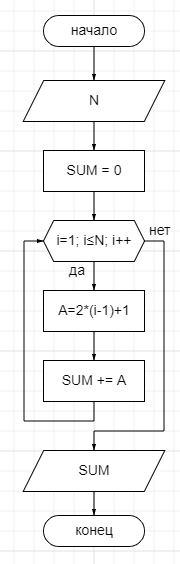 начало
N
SUM = 0
i=1; i≤N; i++
нет
да
A=2*(i-1)+1
SUM += A
SUM
конец